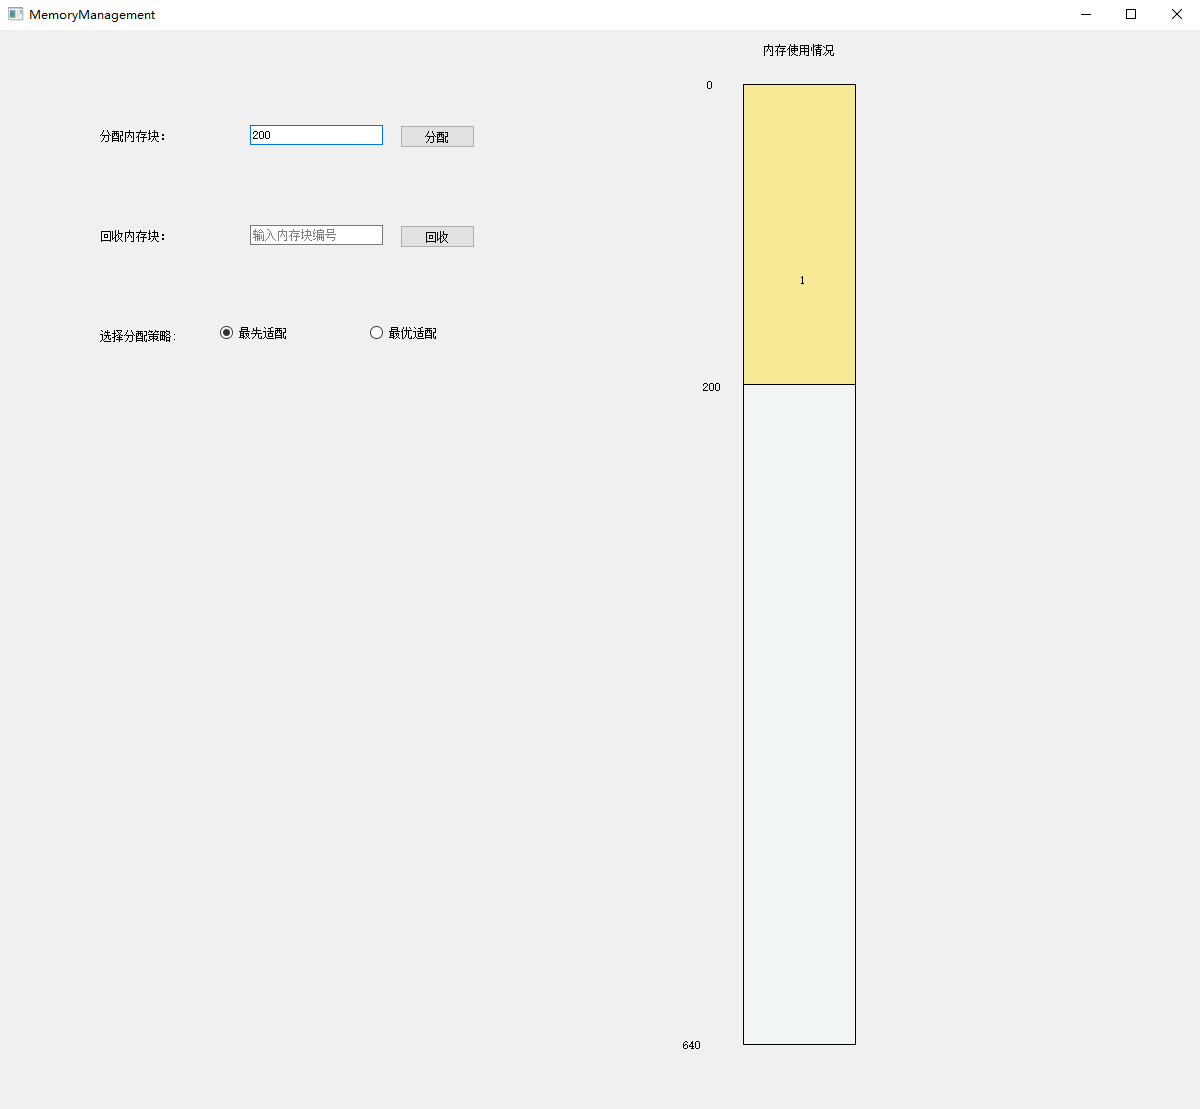 MemoryManagement
内存使用情况
0
分配内存块：
200
分配
回收内存块：
输入内存块编号
回收
1
选择分配策略：
最先适配
最优适配
200
640